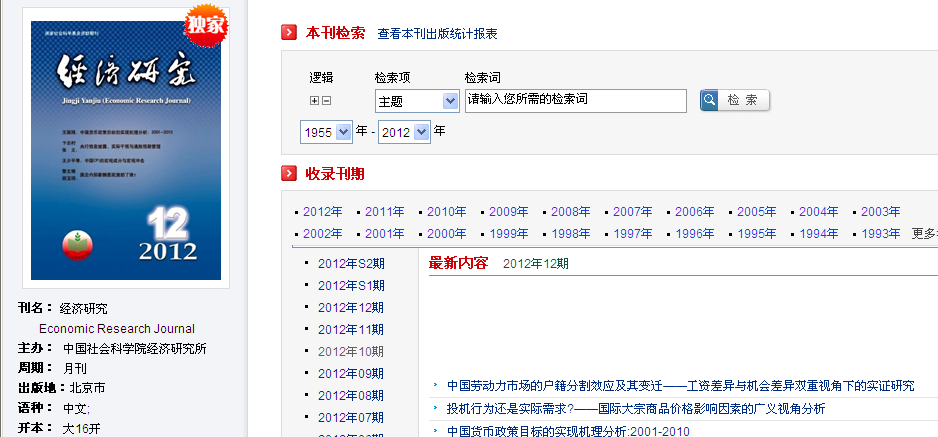 独家
经济研究
Jingji Yanjiu (Economic Research Journal)
12
2012
刊名： 经济研究
Economic Research Journal
主办： 中国社会科学院经济研究所
周期： 月刊
出版地：北京市
语种： 中文;
开本： 大16开
本刊检索 查看本刊出版统计报表
逻辑 检索项 检索词
主题 请输入您所需的检索词 检 索
1955 年 - 2012 年
收录刊期
2012年 2011年 2010年 2009年 2008年 2007年 2006年 2005年 2004年 2003年
2002年 2001年 2000年 1999年 1998年 1997年 1996年 1995年 1994年 1993年 更多
2012年S2期
2012年S1期
2012年12期
2012年11期
2012年10期
2012年09期
2012年08期
2012年07期
最新内容 2012年12期
中国劳动力市场的户籍分割效应及其变迁——工资差异与机会差异双重视角下的实证研究
投机行为还是实际需求?——国际大宗商品价格影响因素的广义视角分析
中国货币政策目标的实现机理分析:2001-2010